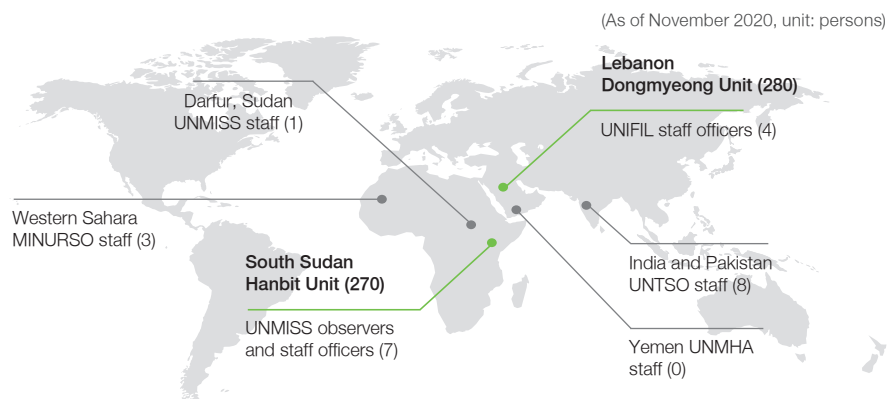 (As of November 2020, unit: persons)
Lebanon
Dongmyeong Unit (280)
UNIFIL staff officers (4)
Darfur, Sudan
UNMISS staff (1)
Western Sahara
MINURSO staff (3)
South Sudan
Hanbit Unit (270)
UNMISS observers
and staff officers (7)
India and Pakistan
UNTSO staff (8)
Yemen UNMHA
staff (0)